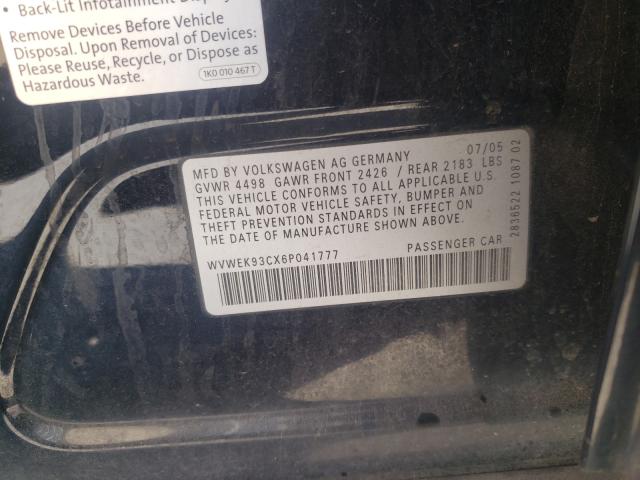 • Back-Lit Infotainment Display
Remove Devices Before Vehicle
Disposal. Upon Removal of Devices:
Please Reuse, Recycle, or Dispose as
Hazardous Waste.
1K0 010 467 T
MFD BY VOLKSWAGEN AG GERMANY 07/05
GVWR 4498 GAWR FRONT 2426 / REAR 2183 LBS
THIS VEHICLE CONFORMS TO ALL APPLICABLE U.S.
FEDERAL MOTOR VEHICLE SAFETY, BUMPER AND
THEFT PREVENTION STANDARDS IN EFFECT ON
THE DATE OF MANUFACTURE SHOWN ABOVE.
WVWEK93CX6P041777 PASSENGER CAR
2836522 1087 02